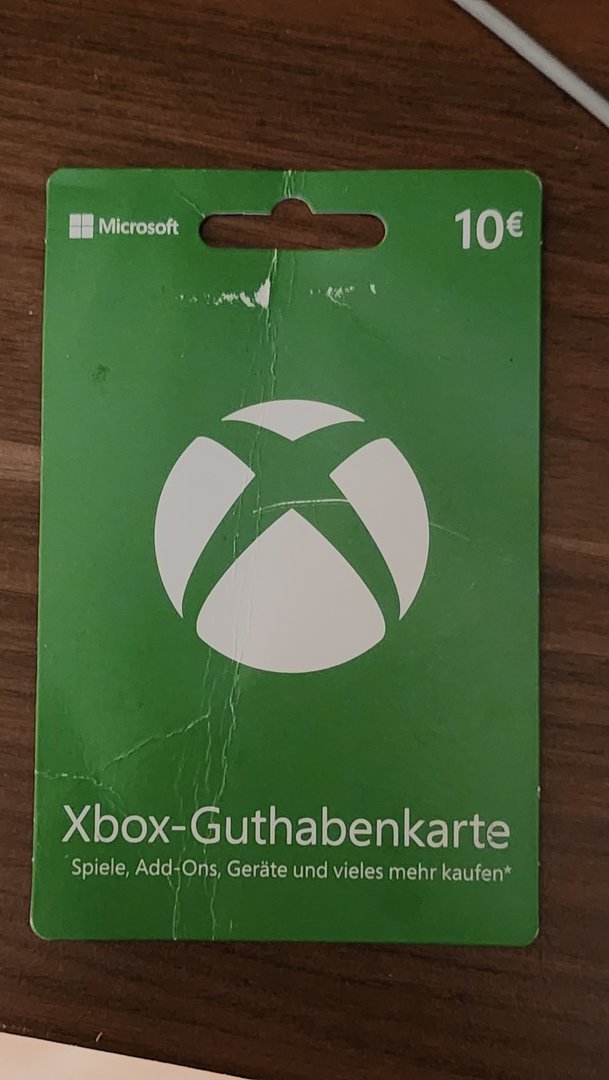 Microsoft
10€
Xbox-Guthabenkarte
Spiele, Add-Ons, Geräte und vieles mehr kaufen*